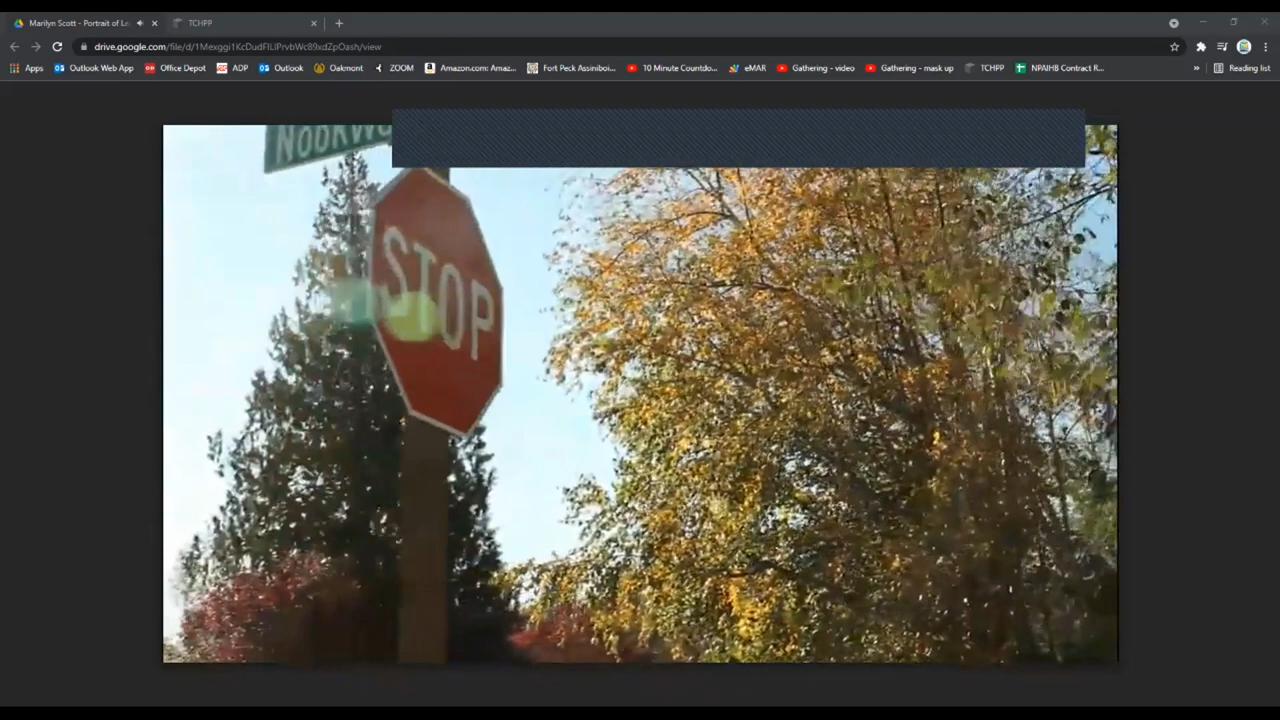 Marilyn Scott - Portrait of Le
TCHPP
drive.google.com/file/d/1Mexggi1KcDudFlLlPrvbWc89xdZpOash/view
Apps Outlook Web App Office Depot ADP Outlook Oakmont ZOOM Amazon.com: Amaz... Fort Peck Assiniboi... 10 Minute Countdo... eMAR Gathering - video Gathering - mask up TCHPP NPAIHB Contract R... » Reading list
STOP